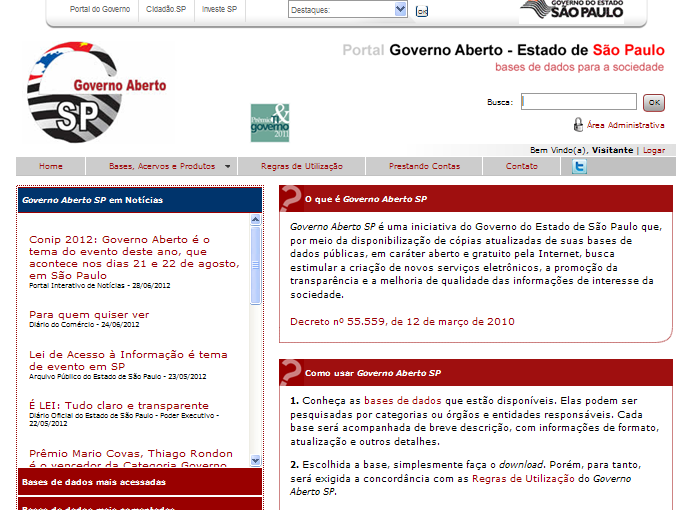 Portal do Governo
Cidadão.SP
Investe SP
Destaques:
ok
GOVERNO DO ESTADO
SÃO PAULO
Governo Aberto
SP
Prêmio
&
governo
2011
Portal Governo Aberto - Estado de São Paulo
bases de dados para a sociedade
Busca:
OK
Área Administrativa
Bem Vindo(a), Visitante | Logar
Home
Bases, Acervos e Produtos
Regras de Utilização
Prestando Contas
Contato
Governo Aberto SP em Notícias
Conip 2012: Governo Aberto é o
tema do evento deste ano, que
acontece nos dias 21 e 22 de agosto,
em São Paulo
Portal Interativo de Notícias - 28/06/2012
Para quem quiser ver
Diário do Comércio - 24/06/2012
Lei de Acesso à Informação é tema
de evento em SP
Arquivo Público do Estado de São Paulo - 23/05/2012
É LEI: Tudo claro e transparente
Diário Oficial do Estado de São Paulo - Poder Executivo -
22/05/2012
Prêmio Mario Covas, Thiago Rondon
é o vencedor da Categoria Governo
Bases de dados mais acessadas
Bases de dados mais comentadas
O que é Governo Aberto SP
Governo Aberto SP é uma iniciativa do Governo do Estado de São Paulo que,
por meio da disponibilização de cópias atualizadas de suas bases de
dados públicas, em caráter aberto e gratuito pela Internet, busca
estimular a criação de novos serviços eletrônicos, a promoção da
transparência e a melhoria de qualidade das informações de interesse da
sociedade.
Decreto nº 55.559, de 12 de março de 2010
Como usar Governo Aberto SP
1. Conheça as bases de dados que estão disponíveis. Elas podem ser
pesquisadas por categorias ou órgãos e entidades responsáveis. Cada
base será acompanhada de breve descrição, com informações de formato,
atualização e outros detalhes.
2. Escolhida a base, simplesmente faça o download. Porém, para tanto,
será exigida a concordância com as Regras de Utilização do Governo
Aberto SP.